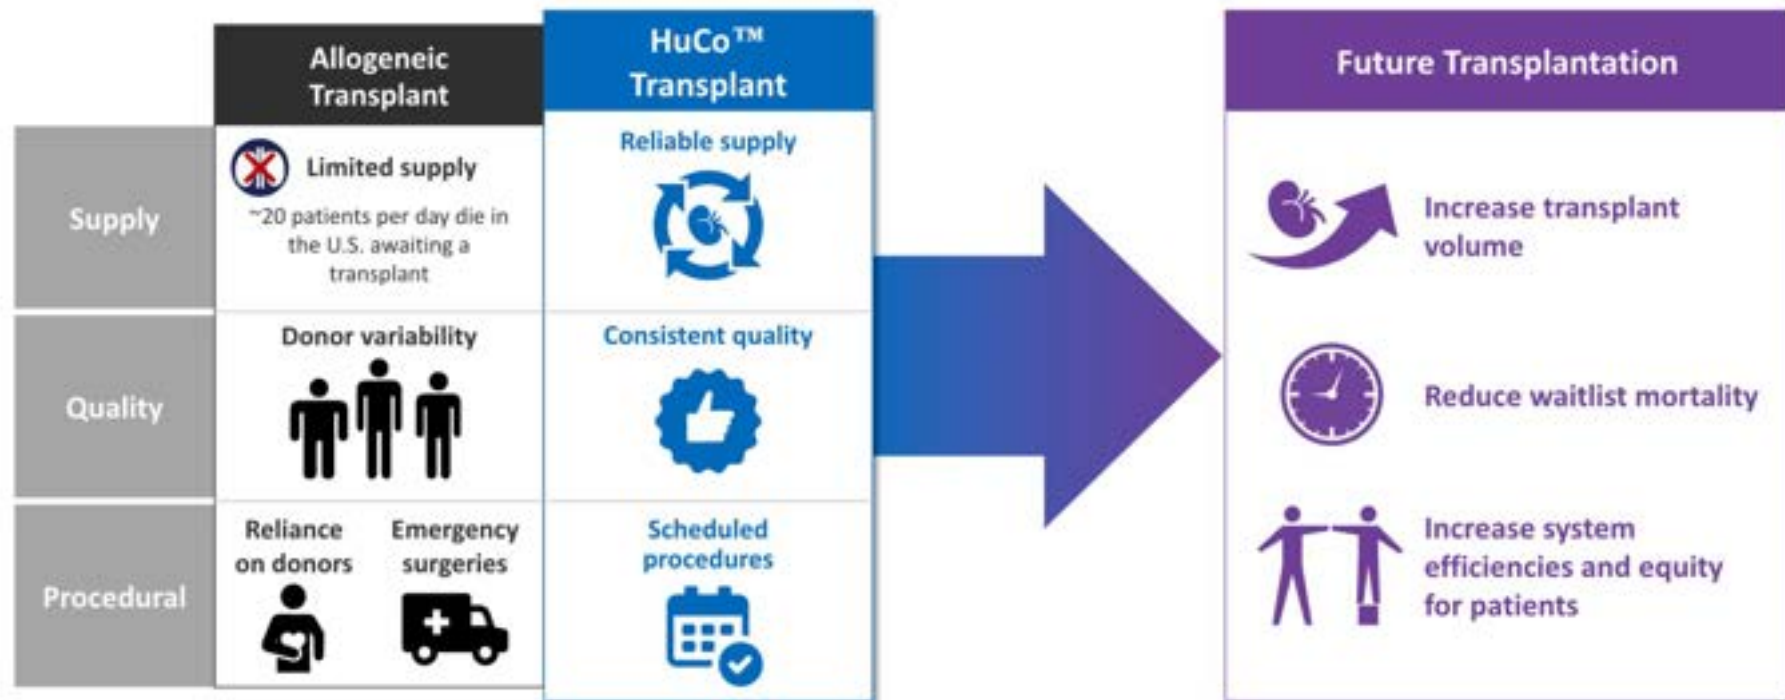 Allogeneic
Transplant
HuCo™
Transplant
Future Transplantation
Supply
Limited supply
~20 patients per day die in
the U.S. awaiting a
transplant
Reliable supply
Quality
Donor variability
Consistent quality
Procedural
Reliance
on donors
Emergency
surgeries
Scheduled
procedures
Increase transplant
volume
Reduce waitlist mortality
Increase system
efficiencies and equity
for patients